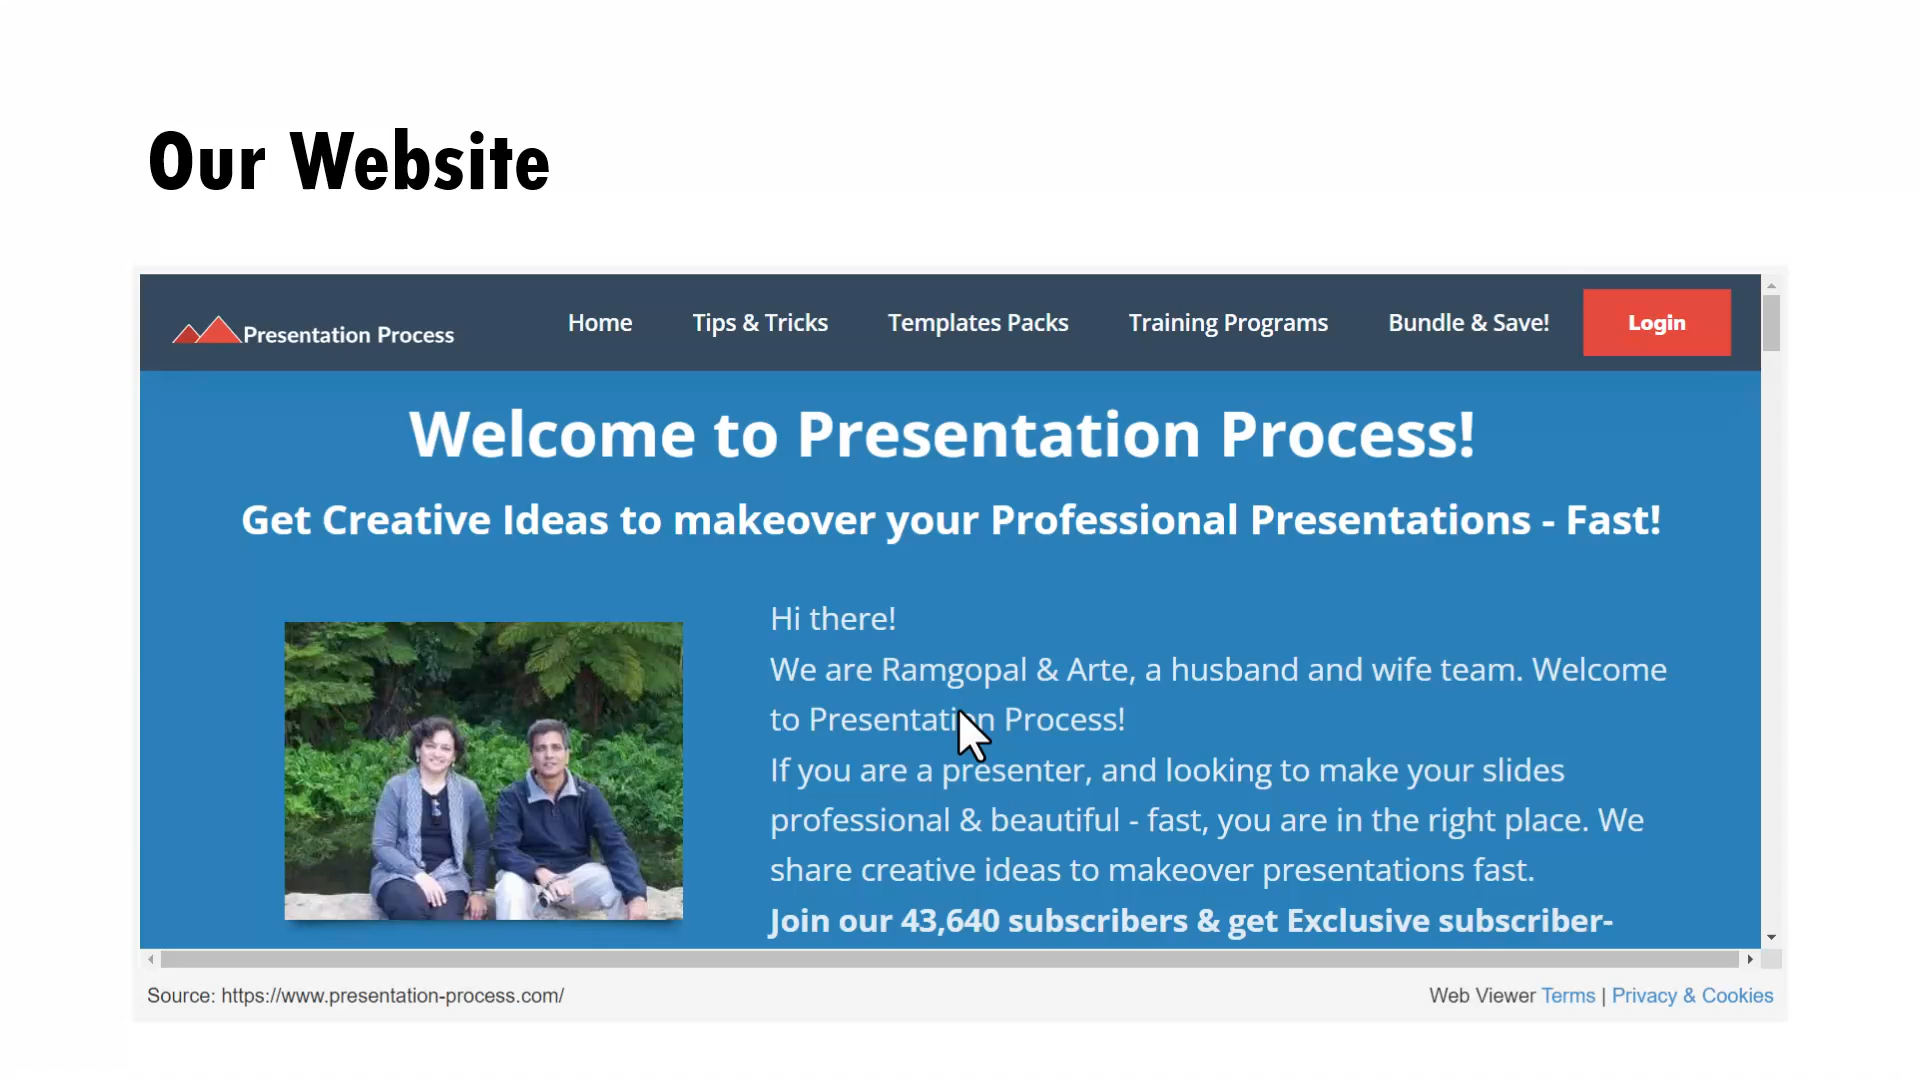 Our Website
Presentation Process
Home
Tips & Tricks
Templates Packs
Training Programs
Bundle & Save!
Login
Welcome to Presentation Process!
Get Creative Ideas to makeover your Professional Presentations - Fast!
Hi there!
We are Ramgopal & Arte, a husband and wife team. Welcome
to Presentation Process!
If you are a presenter, and looking to make your slides
professional & beautiful - fast, you are in the right place. We
share creative ideas to makeover presentations fast.
Join our 43,640 subscribers & get Exclusive subscriber-
Source: https://www.presentation-process.com/
Web Viewer Terms | Privacy & Cookies